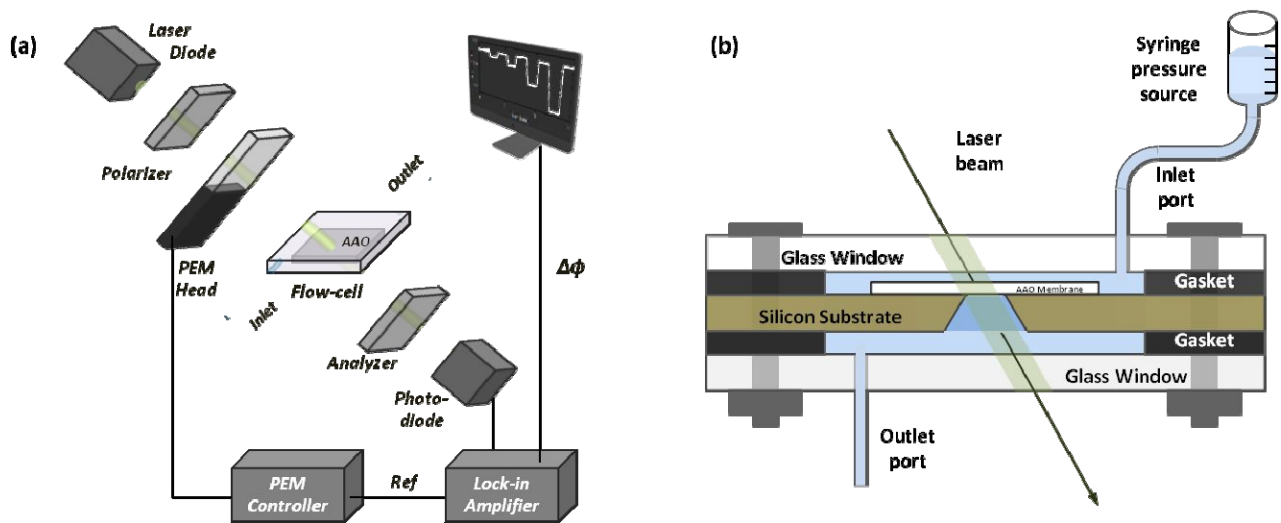 (a)
Laser
Diode
Polarizer
PEM
Head
Outlet
AAO
Inlet
Flow-cell
Δϕ
Analyzer
Photo-
diode
PEM
Controller
Ref
Lock-in
Amplifier
(b)
Syringe
pressure
source
Laser
beam
Inlet
port
Glass Window
Gasket
AAO Membrane
Silicon Substrate
Gasket
Glass Window
Outlet
port